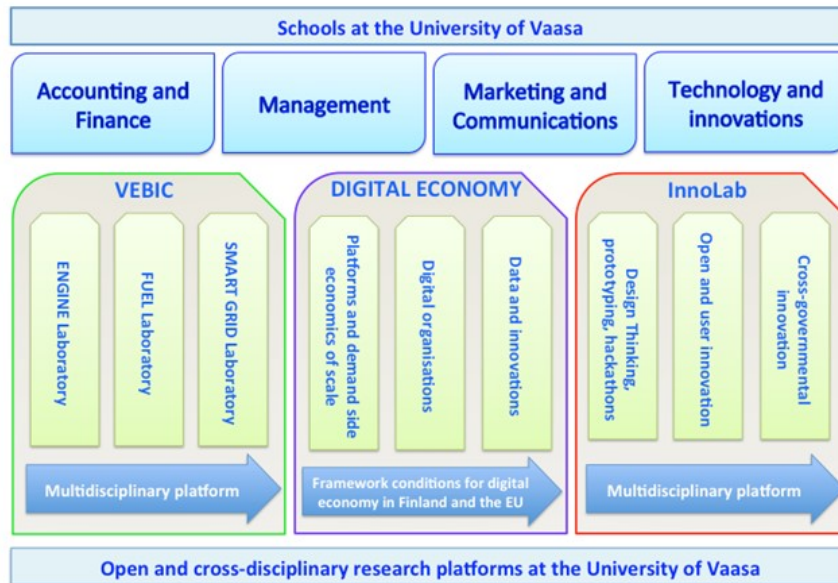 Schools at the University of Vaasa
Accounting and
Finance
Management
Marketing and
Communications
Technology and
innovations
VEBIC
ENGINE Laboratory
FUEL Laboratory
SMART GRID Laboratory
Multidisciplinary platform
DIGITAL ECONOMY
Platforms and demand side
economics of scale
Digital organisations
Data and innovations
Framework conditions for digital
economy in Finland and the EU
InnoLab
Design Thinking,
prototyping, hackathons
Open and user innovation
Cross-governmental
innovation
Multidisciplinary platform
Open and cross-disciplinary research platforms at the University of Vaasa